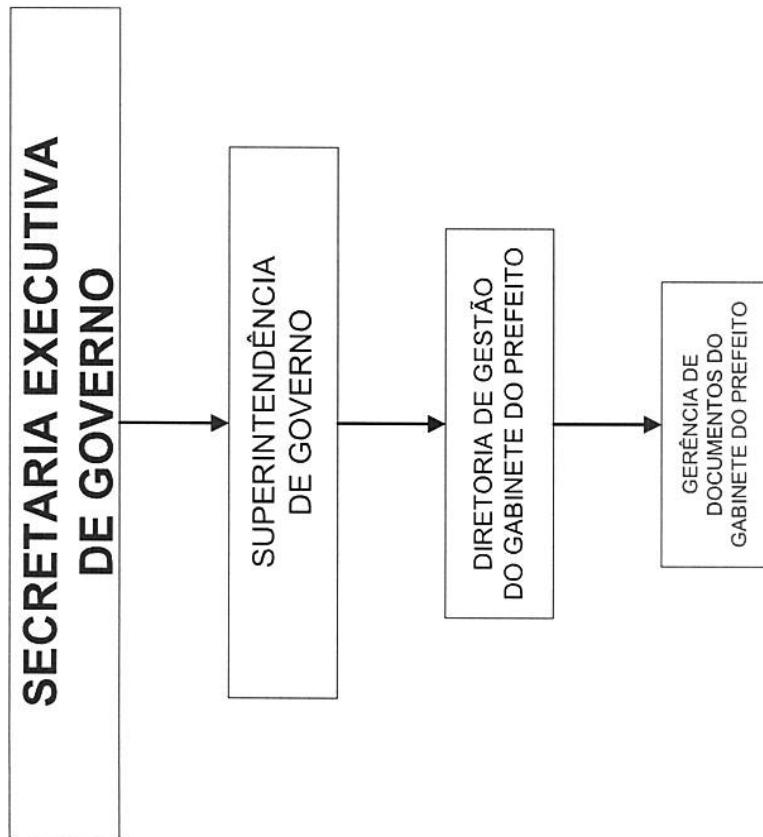 SECRETARIA EXECUTIVA
DE GOVERNO
SUPERINTENDÊNCIA
DE GOVERNO
DIRETORIA DE GESTÃO
DO GABINETE DO PREFEITO
GERÊNCIA DE
DOCUMENTOS DO
GABINETE DO PREFEITO